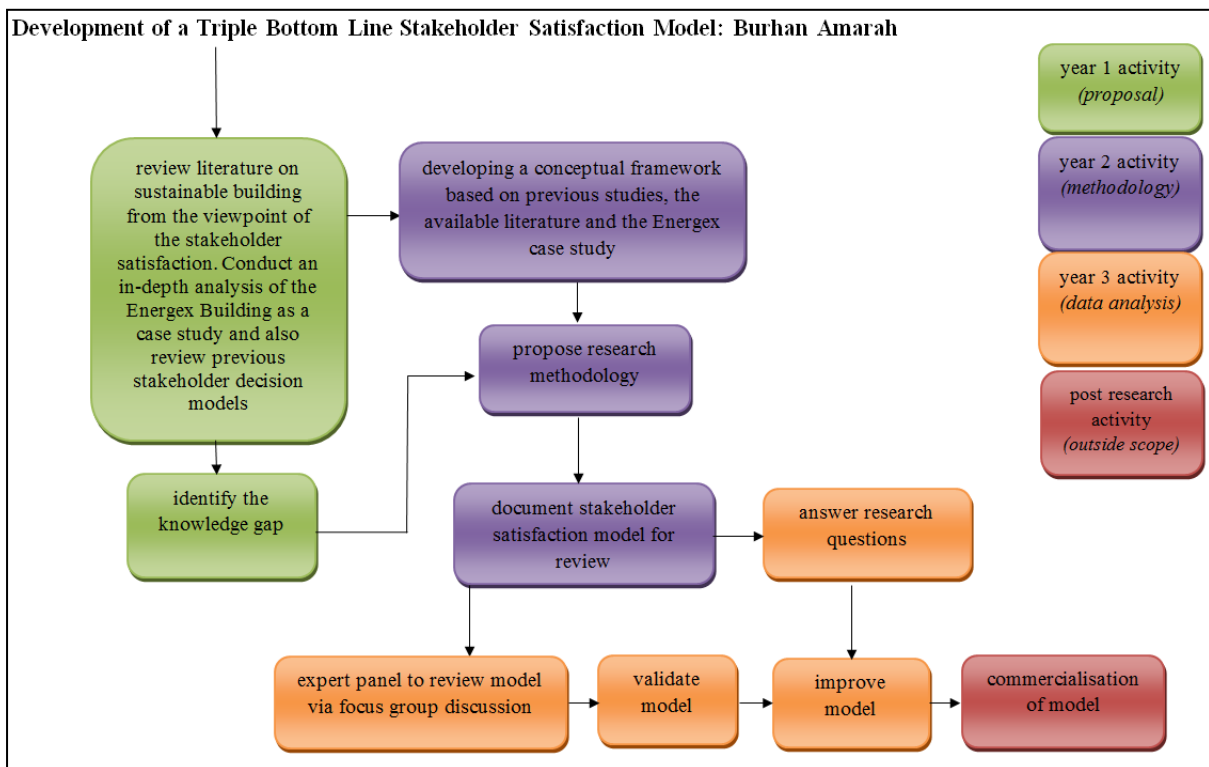 Development of a Triple Bottom Line Stakeholder Satisfaction Model: Burhan Amarah
review literature on
sustainable building
from the viewpoint of
the stakeholder
satisfaction. Conduct an
in-depth analysis of the
Energex Building as a
case study and also
review previous
stakeholder decision
models
developing a conceptual framework
based on previous studies, the
available literature and the Energex
case study
year 1 activity
(proposal)
year 2 activity
(methodology)
year 3 activity
(data analysis)
post research
activity
(outside scope)
propose research
methodology
identify the
knowledge gap
document stakeholder
satisfaction model for
review
answer research
questions
expert panel to review model
via focus group discussion
validate
model
improve
model
commercialisation
of model